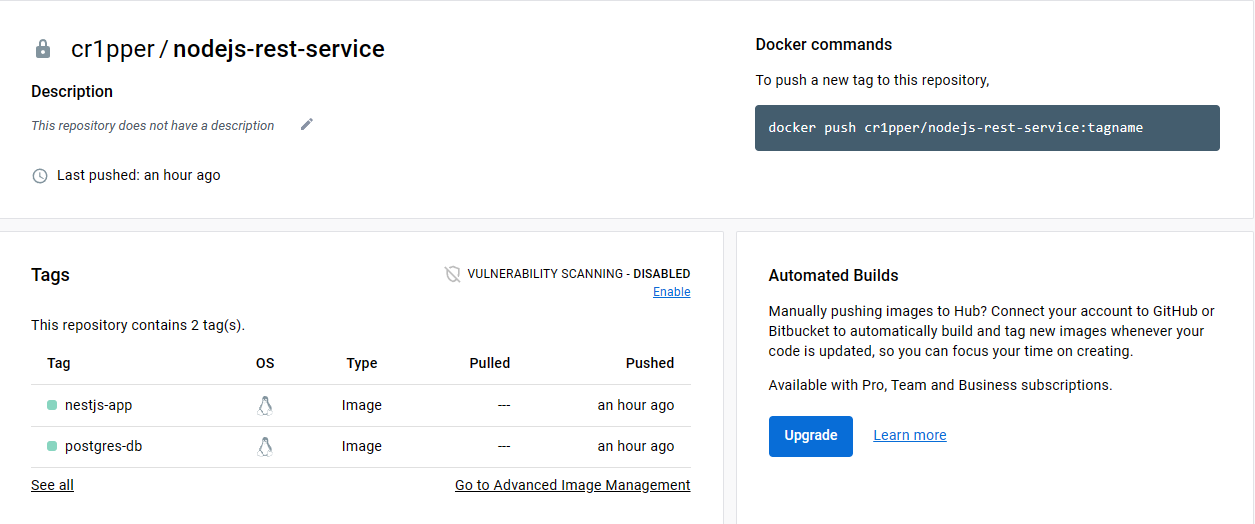 cr1pper / nodejs-rest-service
Description
This repository does not have a description
Last pushed: an hour ago
Docker commands
To push a new tag to this repository,
docker push cr1pper/nodejs-rest-service:tagname
Tags
VULNERABILITY SCANNING - DISABLED
Enable
This repository contains 2 tag(s).
Tag OS Type Pulled Pushed
nestjs-app Image --- an hour ago
postgres-db Image --- an hour ago
See all Go to Advanced Image Management
Automated Builds
Manually pushing images to Hub? Connect your account to GitHub or
Bitbucket to automatically build and tag new images whenever your
code is updated, so you can focus your time on creating.
Available with Pro, Team and Business subscriptions.
Upgrade Learn more